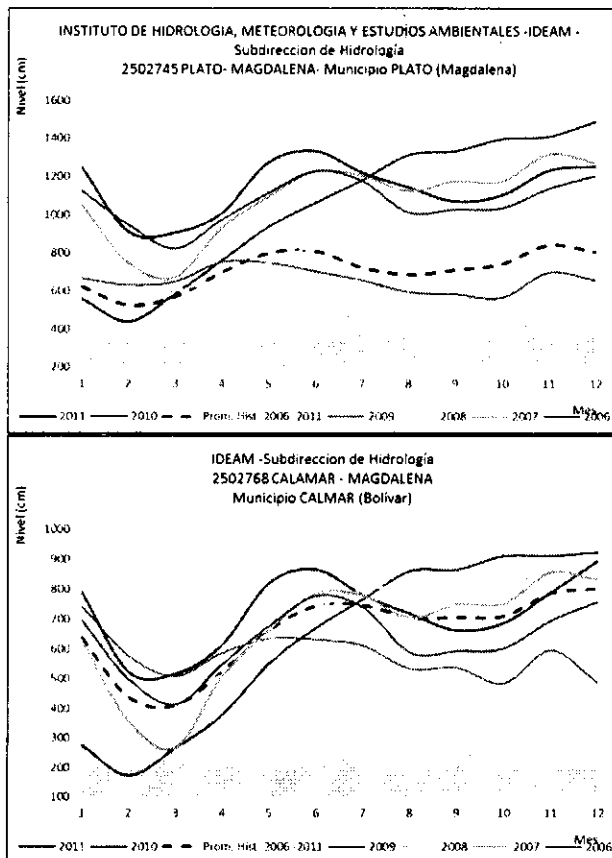 INSTITUTO DE HIDROLOGIA, METEOROLOGIA Y ESTUDIOS AMBIENTALES -IDEAM -
Subdireccion de Hidrología
2502745 PLATO- MAGDALENA- Municipio PLATO (Magdalena)
Nivel (cm)
1600
1400
1200
1000
800
600
400
200
1 2 3 4 5 6 7 8 9 10 11 12
Mes
2011 2010 Prom. Hist. 2006 2011 2009 2008 2007 2006
IDEAM -Subdireccion de Hidrología
2502768 CALAMAR - MAGDALENA
Municipio CALMAR (Bolívar)
Nivel (cm)
1000
900
800
700
600
500
400
300
200
100
1 2 3 4 5 6 7 8 9 10 11 12
Mes
2011 2010 Prom. Hist. 2006 -2011 2009 2008 2007 2006